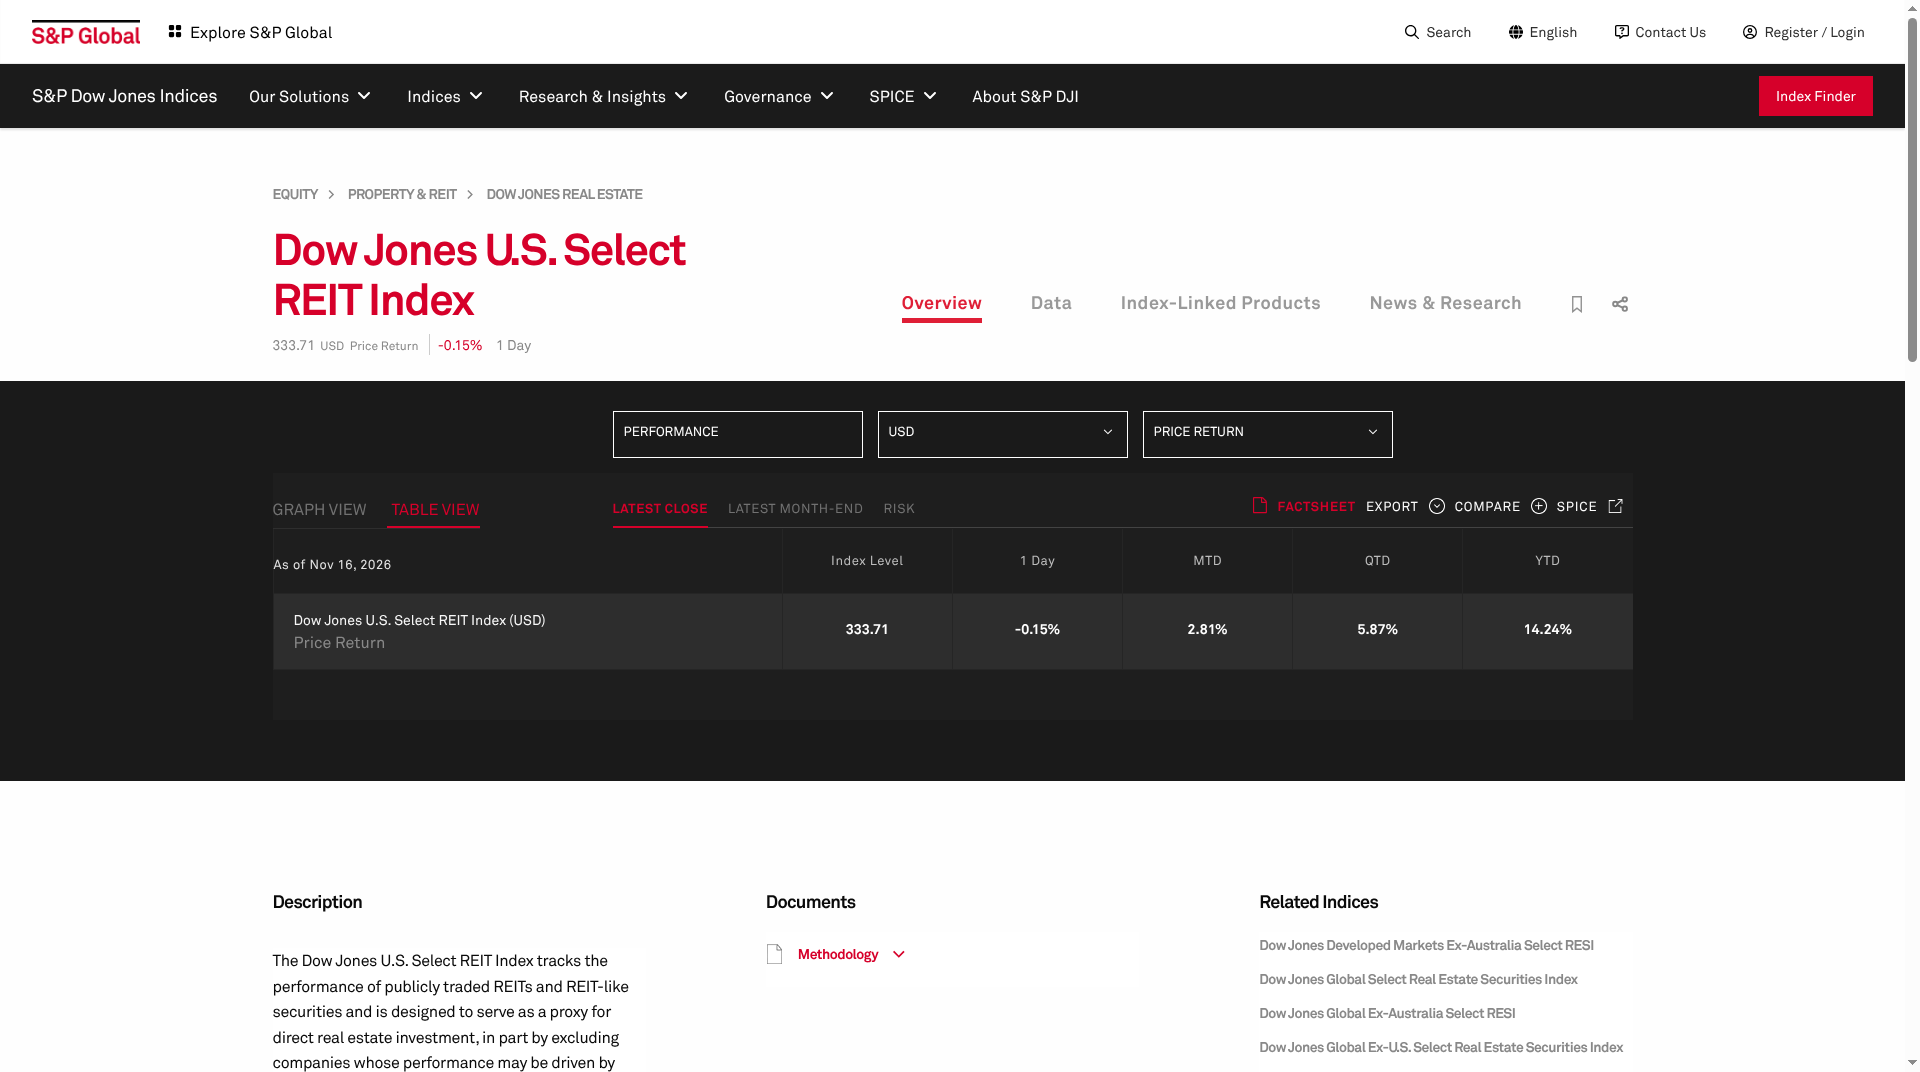 S&P Global
Explore S&P Global
Search
English
Contact Us
Register / Login
S&P Dow Jones Indices
Our Solutions
Indices
Research & Insights
Governance
SPICE
About S&P DJI
Index Finder
EQUITY
PROPERTY & REIT
DOW JONES REAL ESTATE
Dow Jones U.S. Select
REIT Index
333.71 USD Price Return
-0.15% 1 Day
Overview
Data
Index-Linked Products
News & Research
PERFORMANCE
USD
PRICE RETURN
GRAPH VIEW
TABLE VIEW
LATEST CLOSE
LATEST MONTH-END
RISK
FACTSHEET
EXPORT
COMPARE
SPICE
As of Nov 16, 2026
Index Level
1 Day
MTD
QTD
YTD
Dow Jones U.S. Select REIT Index (USD)
Price Return
333.71
-0.15%
2.81%
5.87%
14.24%
Description
The Dow Jones U.S. Select REIT Index tracks the
performance of publicly traded REITs and REIT-like
securities and is designed to serve as a proxy for
direct real estate investment, in part by excluding
companies whose performance may be driven by
Documents
Methodology
Related Indices
Dow Jones Developed Markets Ex-Australia Select RESI
Dow Jones Global Select Real Estate Securities Index
Dow Jones Global Ex-Australia Select RESI
Dow Jones Global Ex-U.S. Select Real Estate Securities Index